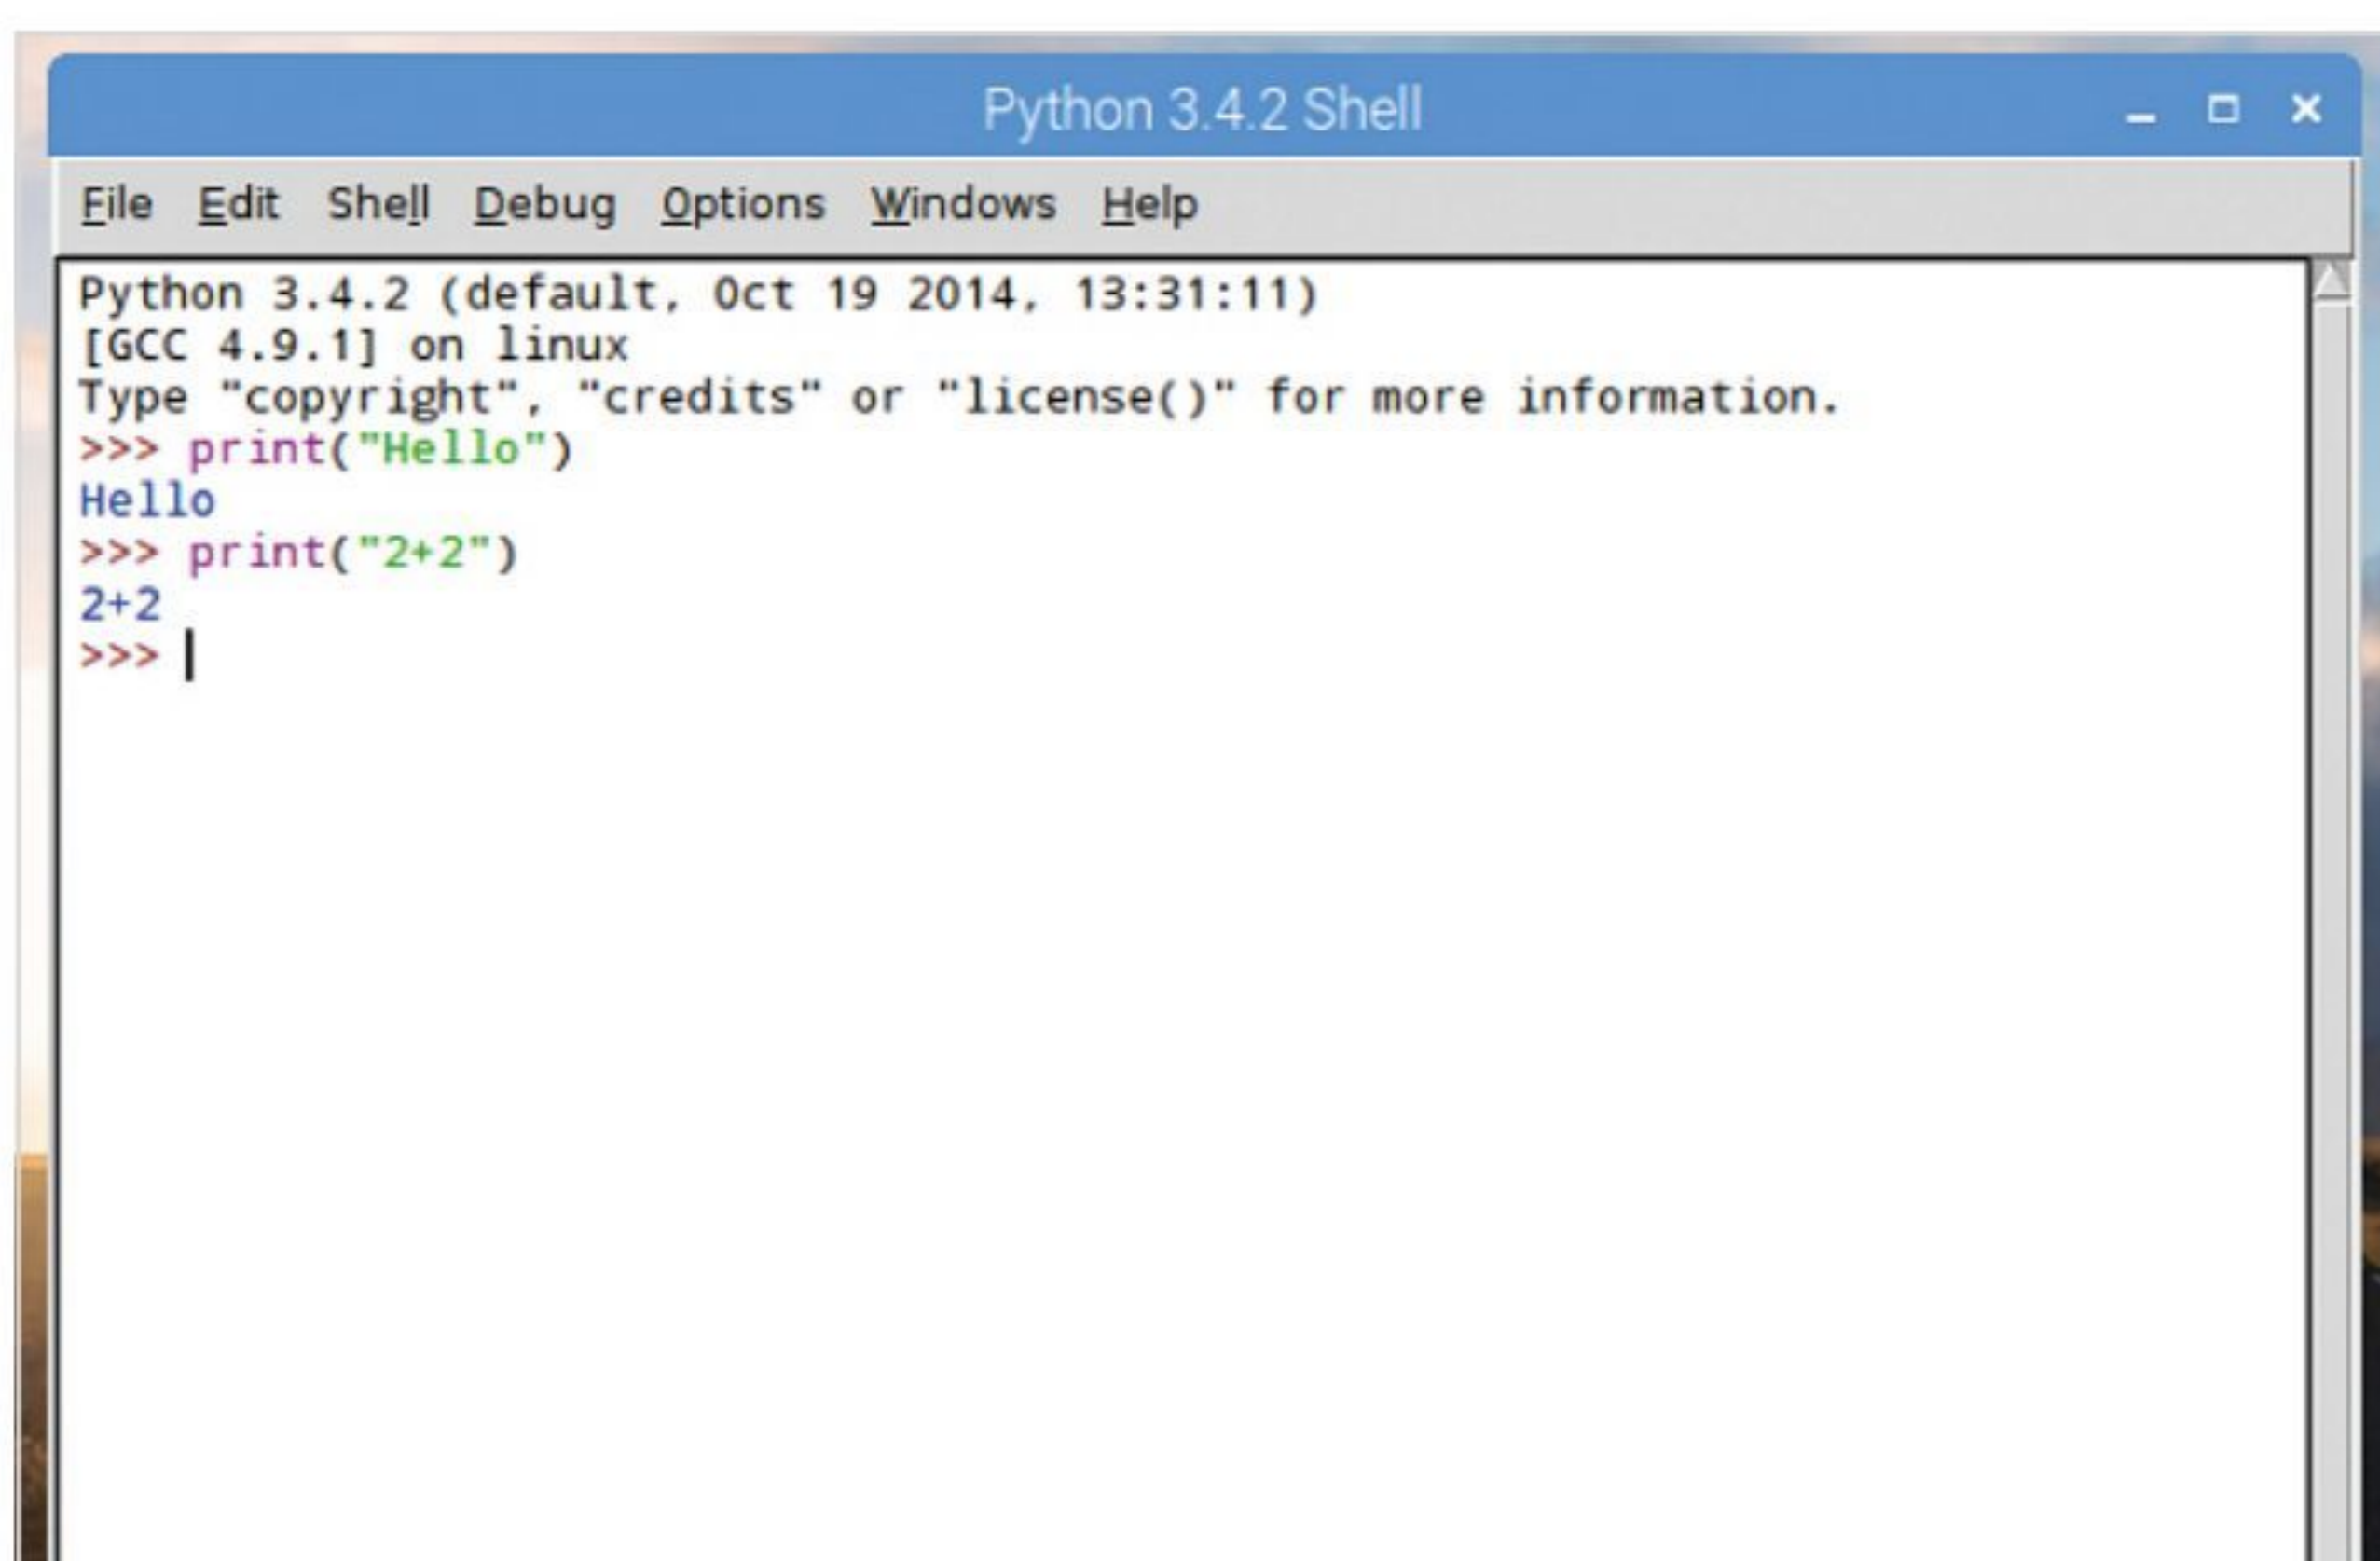 Python 3.4.2 Shell
File Edit Shell Debug Options Windows Help
Python 3.4.2 (default, Oct 19 2014, 13:31:11)
[GCC 4.9.1] on linux
Type "copyright", "credits" or "license()" for more information.
>>> print("Hello")
Hello
>>> print("2+2")
2+2
>>>